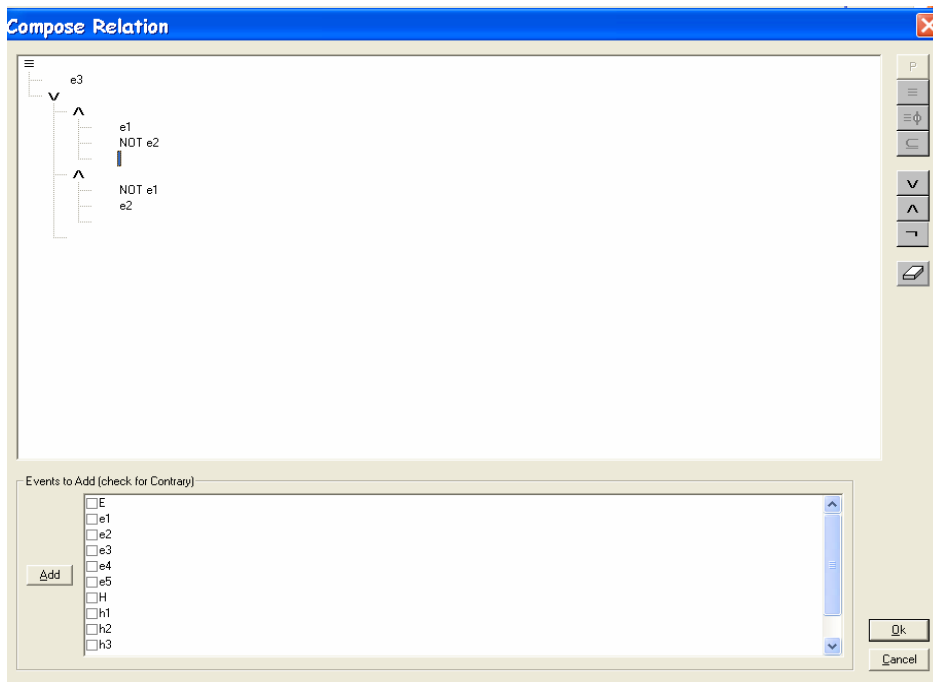 Compose Relation
≡
e3
∨
∧
e1
NOT e2
∧
NOT e1
e2
P
≡
≡ϕ
⊆
∨
∧
¬
Events to Add (check for Contrary)
E
e1
e2
e3
e4
e5
H
h1
h2
h3
Add
Ok
Cancel